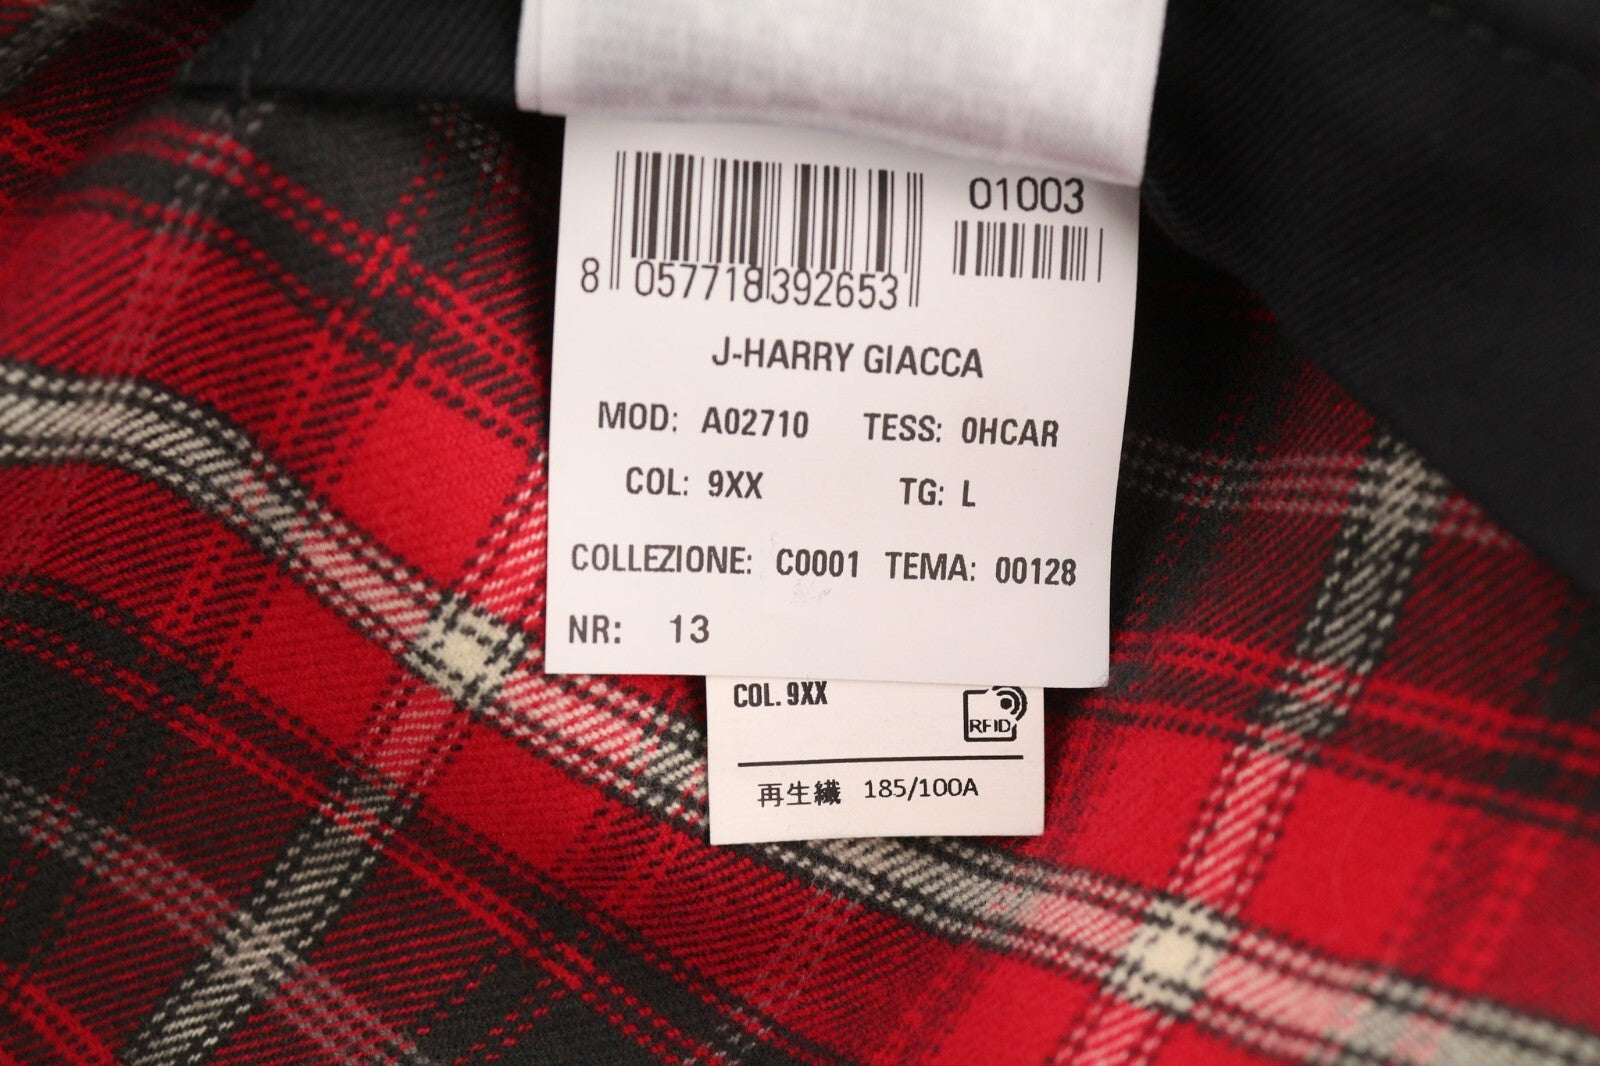 01003
8 057718 392653
J-HARRY GIACCA
MOD: A02710 TESS: 0HCAR
COL: 9XX TG: L
COLLEZIONE: C0001 TEMA: 00128
NR: 13
COL. 9XX
RFID
再生纖 185/100A